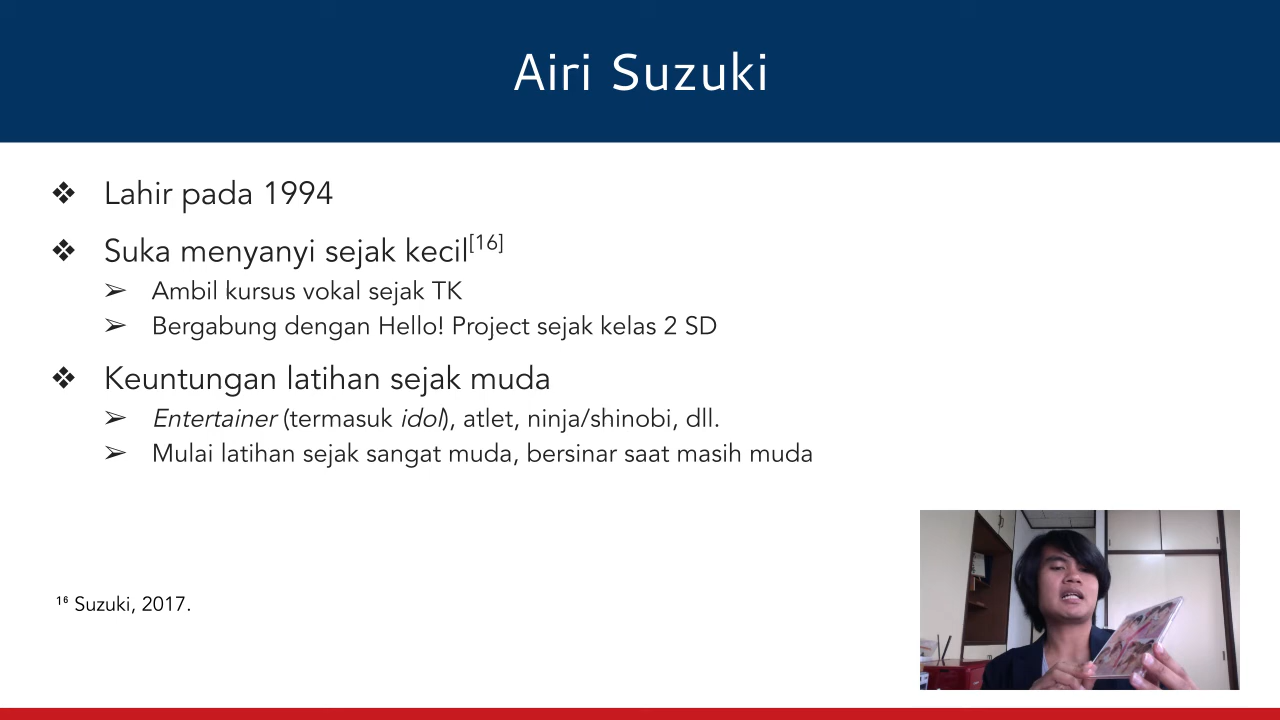 Airi Suzuki
❖ Lahir pada 1994
❖ Suka menyanyi sejak kecil[16]
➢ Ambil kursus vokal sejak TK
➢ Bergabung dengan Hello! Project sejak kelas 2 SD
❖ Keuntungan latihan sejak muda
➢ Entertainer (termasuk idol), atlet, ninja/shinobi, dll.
➢ Mulai latihan sejak sangat muda, bersinar saat masih muda
¹⁶ Suzuki, 2017.